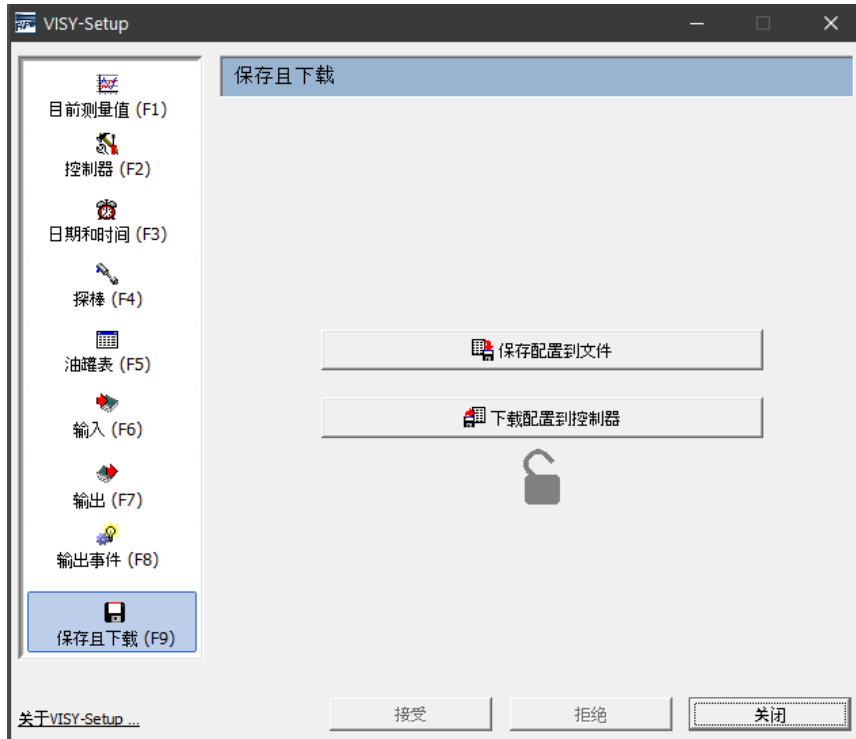 VISY-Setup
保存且下载
目前测量值 (F1)
控制器 (F2)
日期和时间 (F3)
探棒 (F4)
油罐表 (F5)
输入 (F6)
输出 (F7)
输出事件 (F8)
保存且下载 (F9)
保存配置到文件
下载配置到控制器
关于VISY-Setup ...
接受
拒绝
关闭